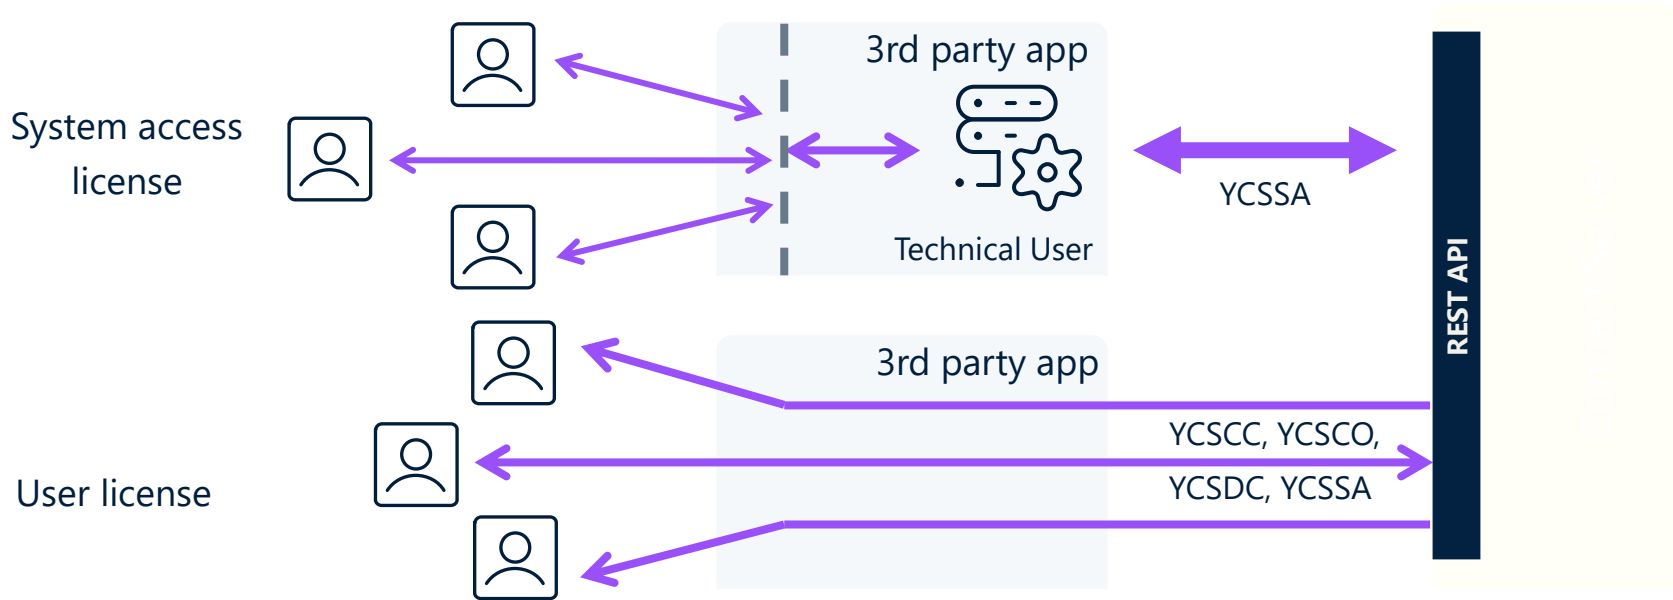 System access
license
3rd party app
Technical User
YCSSA
REST API
3rd party app
User license
YCSCC, YCSCO,
YCSDC, YCSSA